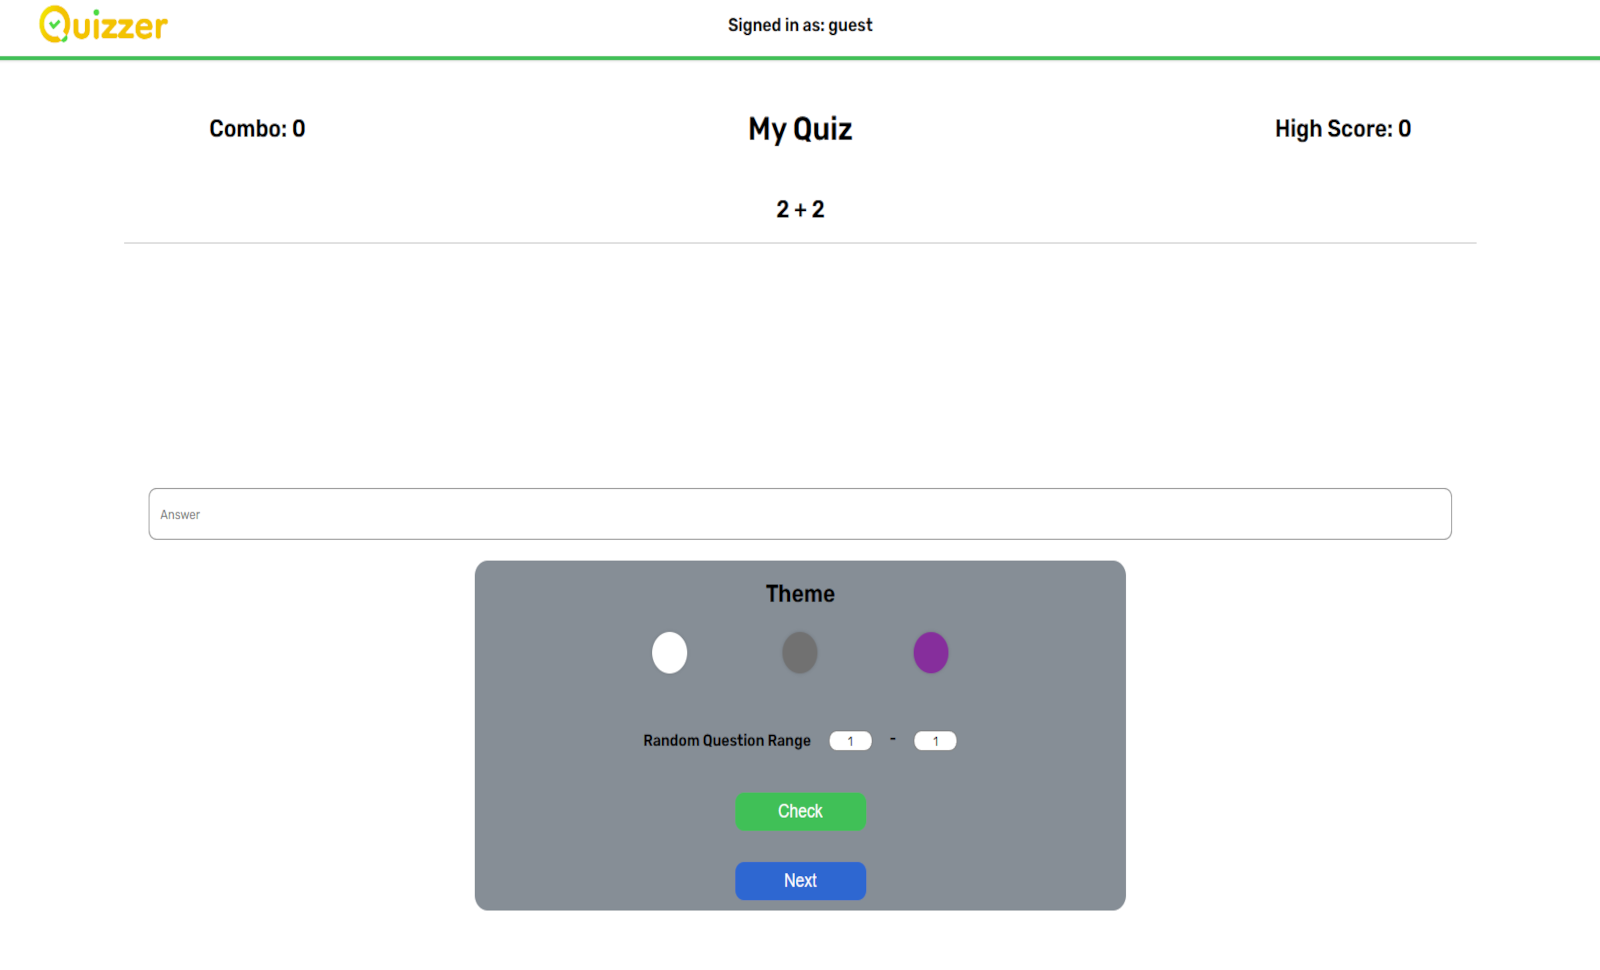 Quizzer
Signed in as: guest
Combo: 0
My Quiz
High Score: 0
2 + 2
Answer
Theme
Random Question Range 1 - 1
Check
Next